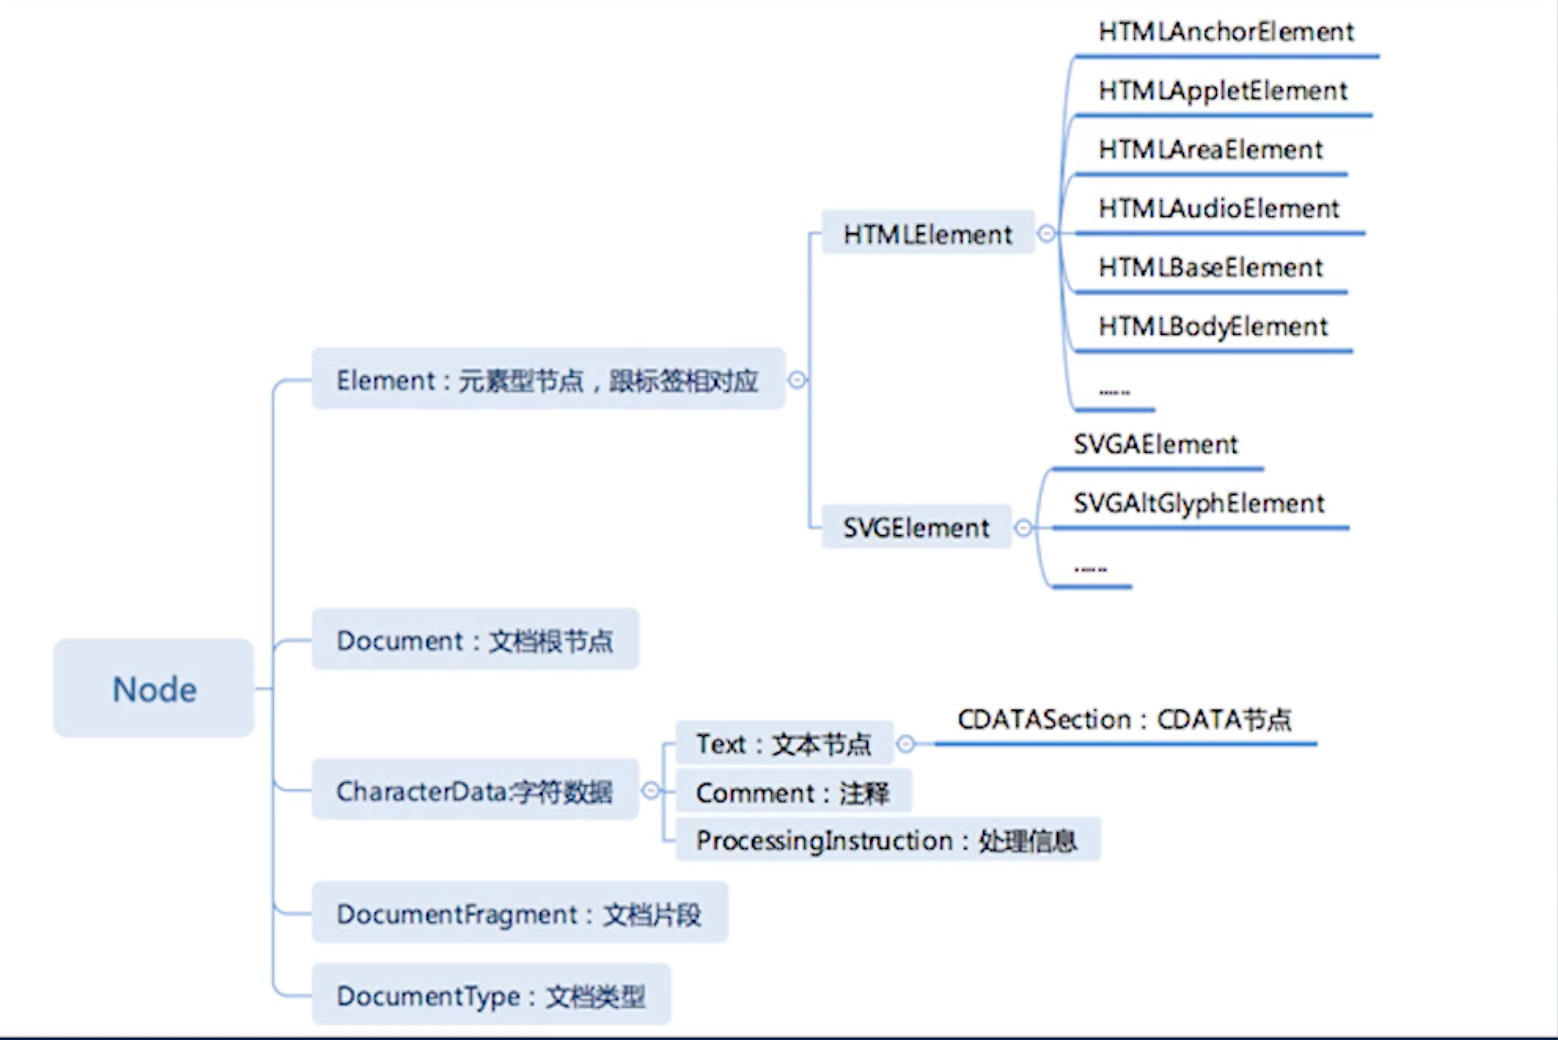 HTMLAnchorElement
HTMLAppletElement
HTMLAreaElement
HTMLAudioElement
HTMLElement
HTMLBaseElement
HTMLBodyElement
......
Element：元素型节点，跟标签相对应
SVGAElement
SVGAltGlyphElement
SVGElement
......
Document：文档根节点
Node
CDATASection：CDATA节点
Text：文本节点
CharacterData:字符数据
Comment：注释
ProcessingInstruction：处理信息
DocumentFragment：文档片段
DocumentType：文档类型